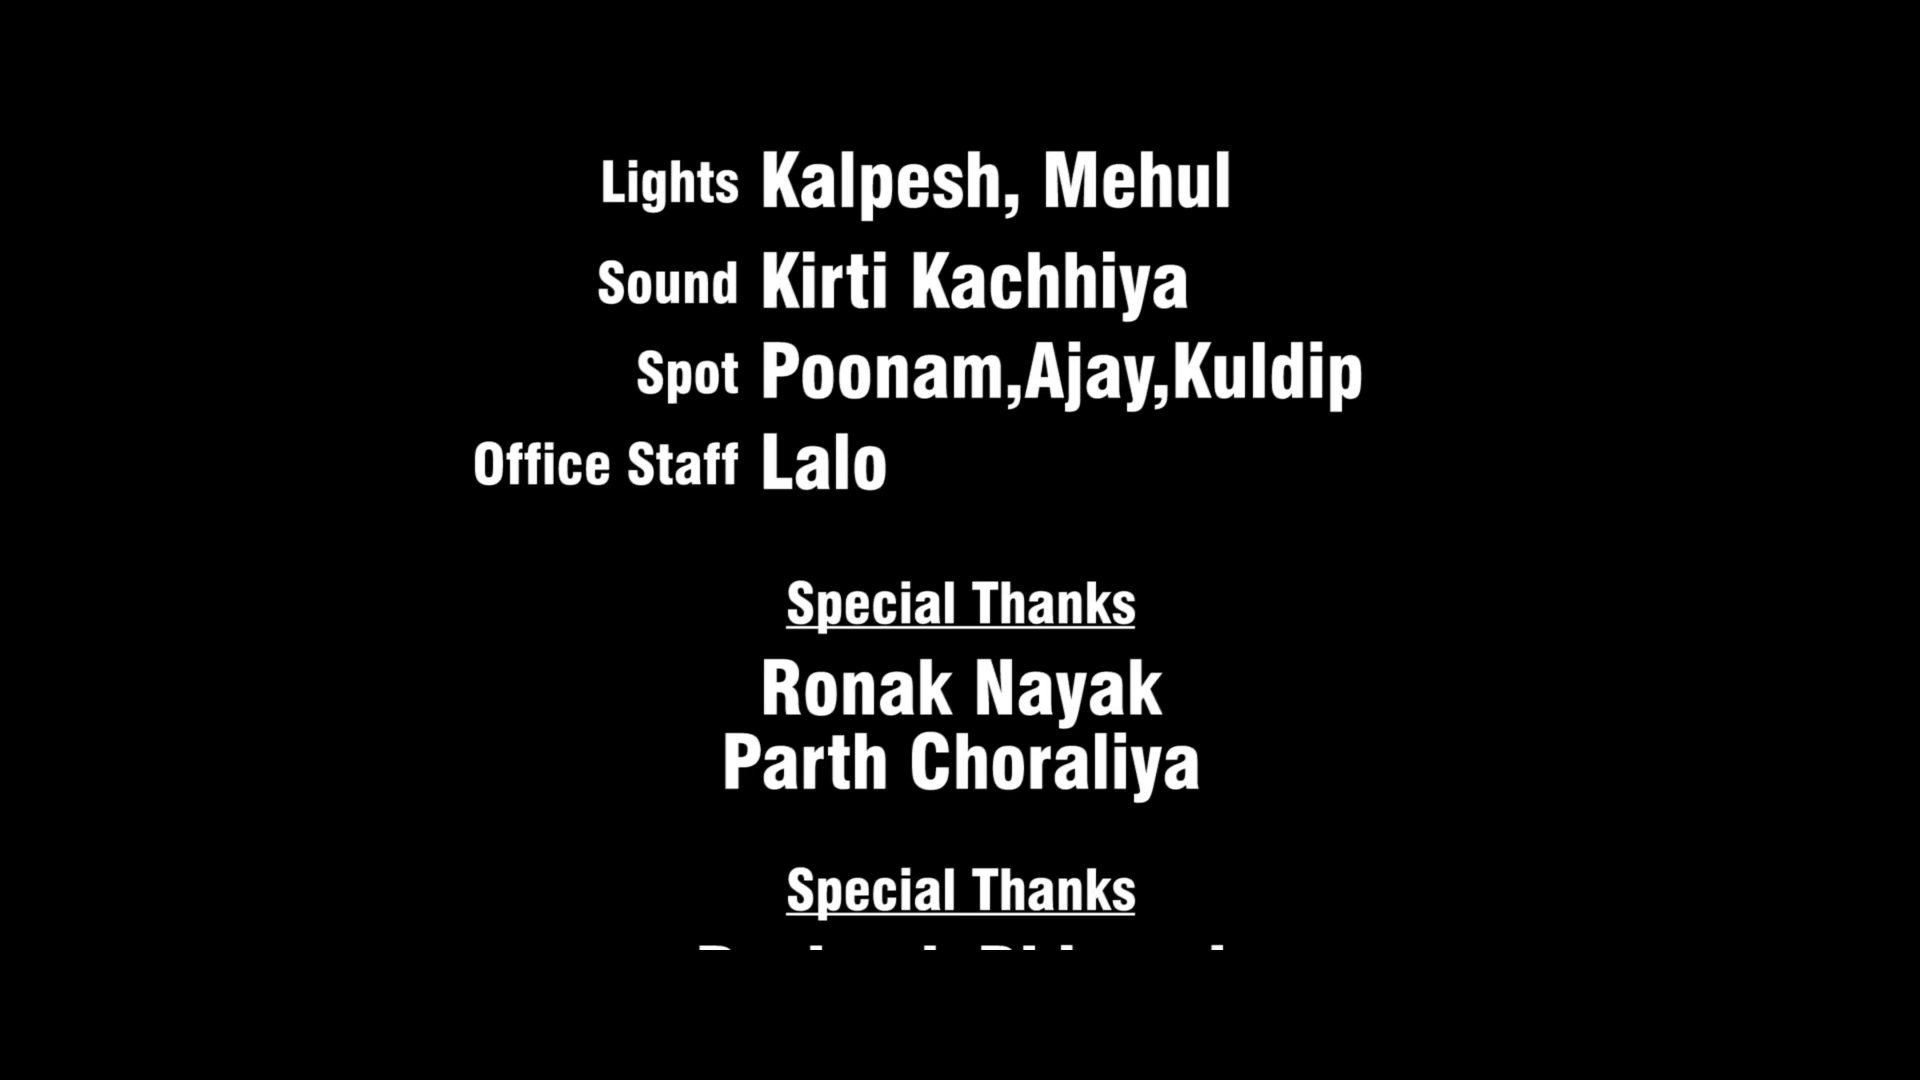 Lights Kalpesh, Mehul
Sound Kirti Kachhiya
Spot Poonam,Ajay,Kuldip
Office Staff Lalo
Special Thanks
Ronak Nayak
Parth Choraliya
Special Thanks